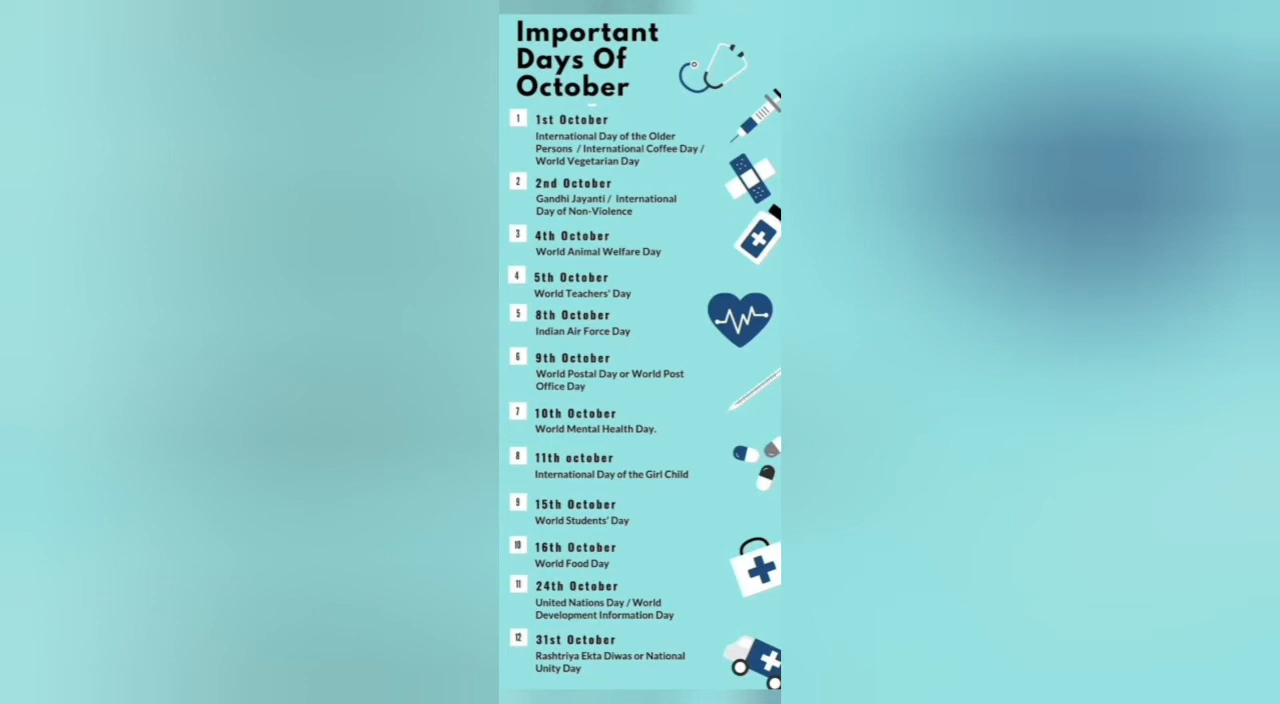 Important
Days Of
October
1
1st October
International Day of the Older
Persons / International Coffee Day /
World Vegetarian Day
2
2nd October
Gandhi Jayanti / International
Day of Non-Violence
3
4th October
World Animal Welfare Day
4
5th October
World Teachers' Day
5
8th October
Indian Air Force Day
6
9th October
World Postal Day or World Post
Office Day
7
10th October
World Mental Health Day.
8
11th october
International Day of the Girl Child
9
15th October
World Students' Day
10
16th October
World Food Day
11
24th October
United Nations Day / World
Development Information Day
12
31st October
Rashtriya Ekta Diwas or National
Unity Day